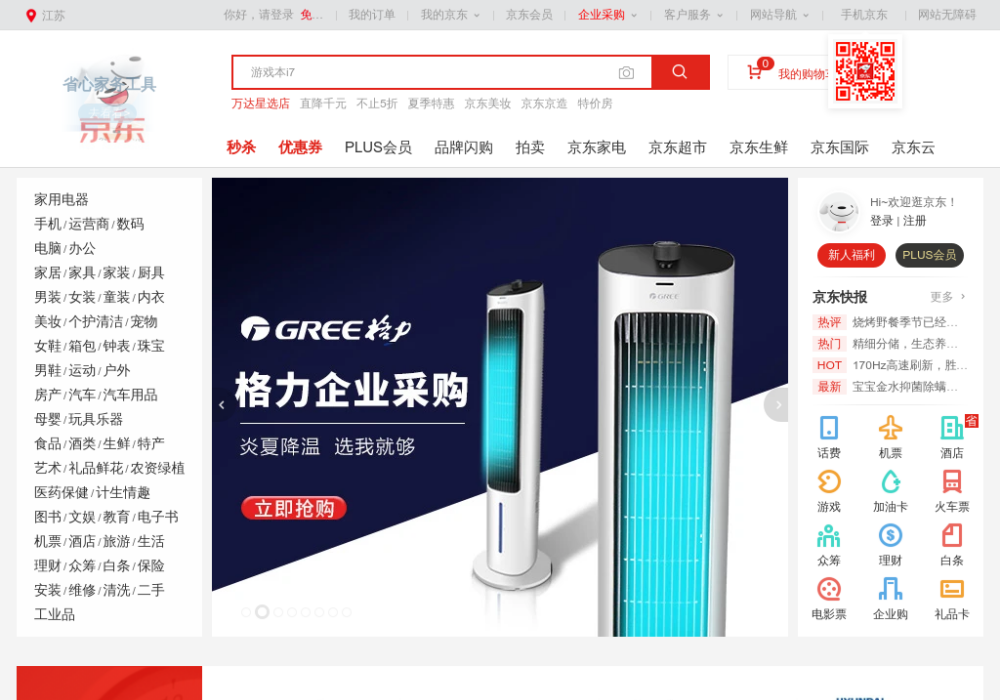 江苏
你好，请登录 免…
我的订单
我的京东
京东会员
企业采购
客户服务
网站导航
手机京东
网站无障碍
省心家务工具
京东
游戏本i7
0
我的购物车
万达星选店 直降千元 不止5折 夏季特惠 京东美妆 京东京造 特价房
秒杀 优惠券 PLUS会员 品牌闪购 拍卖 京东家电 京东超市 京东生鲜 京东国际 京东云
家用电器
手机/运营商/数码
电脑/办公
家居/家具/家装/厨具
男装/女装/童装/内衣
美妆/个护清洁/宠物
女鞋/箱包/钟表/珠宝
男鞋/运动/户外
房产/汽车/汽车用品
母婴/玩具乐器
食品/酒类/生鲜/特产
艺术/礼品鲜花/农资绿植
医药保健/计生情趣
图书/文娱/教育/电子书
机票/酒店/旅游/生活
理财/众筹/白条/保险
安装/维修/清洗/二手
工业品
GREE格力
格力企业采购
炎夏降温 选我就够
立即抢购
GREE
Hi~欢迎逛京东！
登录 | 注册
新人福利 PLUS会员
京东快报 更多
热评 烧烤野餐季节已经…
热门 精细分储，生态养…
HOT 170Hz高速刷新，胜…
最新 宝宝金水抑菌除螨…
省
话费 机票 酒店
游戏 加油卡 火车票
众筹 理财 白条
电影票 企业购 礼品卡